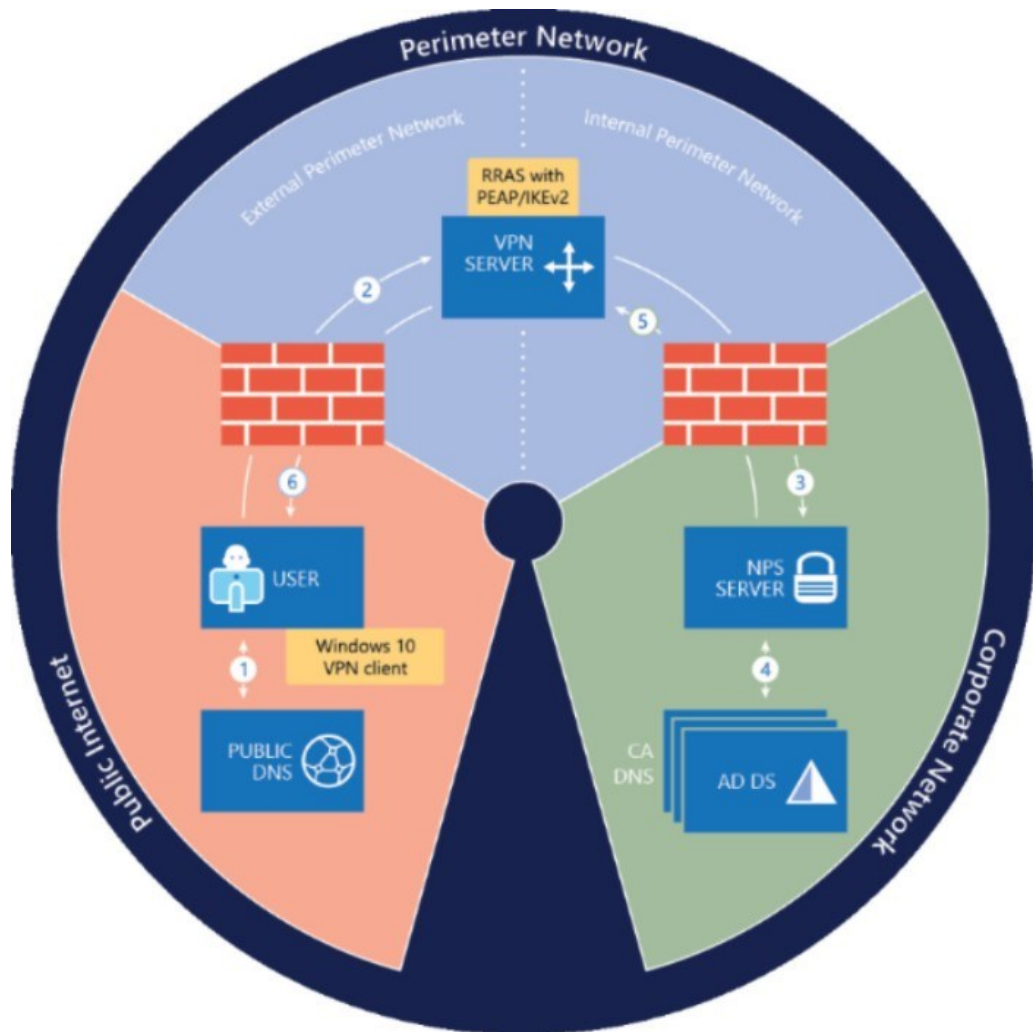 Perimeter Network
External Perimeter Network
Internal Perimeter Network
RRAS with
PEAP/IKEv2
VPN
SERVER
2
5
6
3
USER
NPS
SERVER
Windows 10
VPN client
1
4
PUBLIC
DNS
CA
DNS
AD DS
Public Internet
Corporate Network